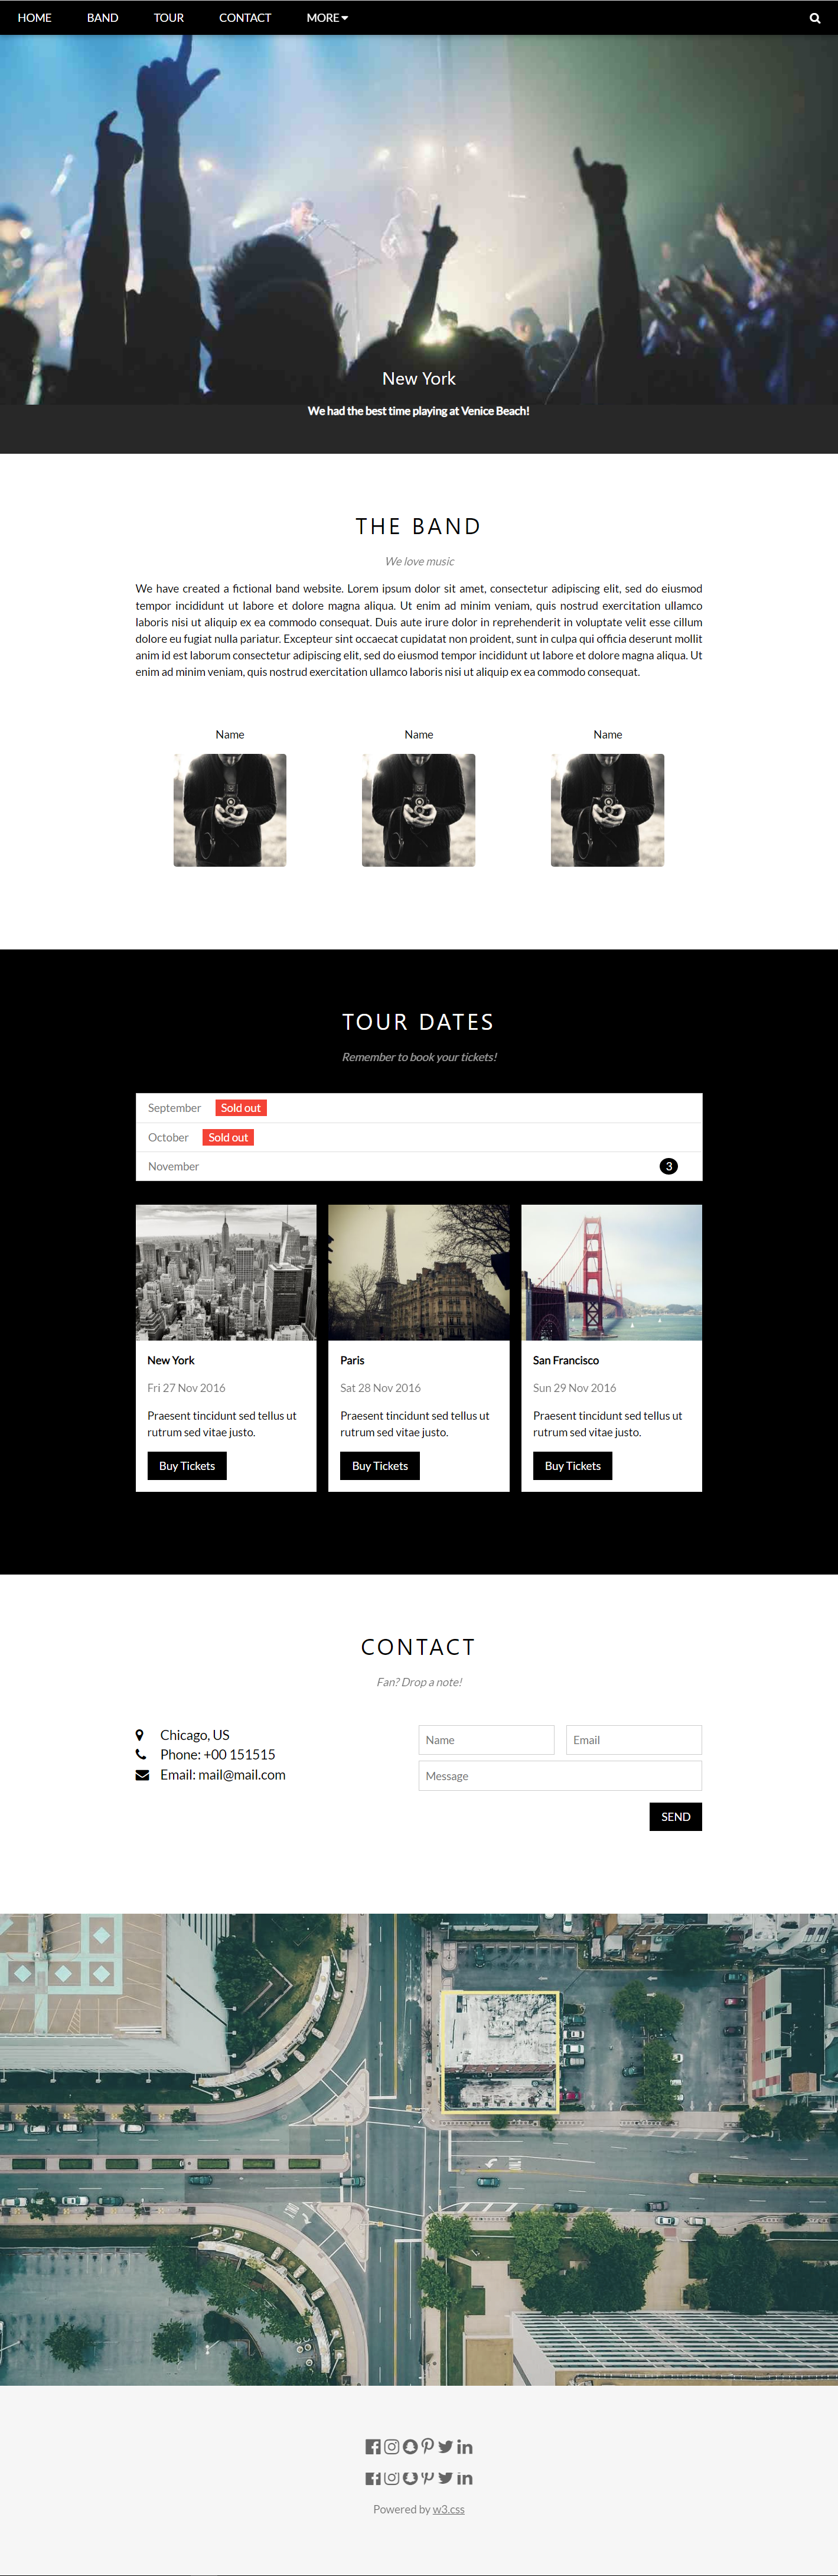 HOME BAND TOUR CONTACT MORE
New York
We had the best time playing at Venice Beach!
THE BAND
We love music
We have created a fictional band website. Lorem ipsum dolor sit amet, consectetur adipiscing elit, sed do eiusmod
tempor incididunt ut labore et dolore magna aliqua. Ut enim ad minim veniam, quis nostrud exercitation ullamco
laboris nisi ut aliquip ex ea commodo consequat. Duis aute irure dolor in reprehenderit in voluptate velit esse cillum
dolore eu fugiat nulla pariatur. Excepteur sint occaecat cupidatat non proident, sunt in culpa qui officia deserunt mollit
anim id est laborum consectetur adipiscing elit, sed do eiusmod tempor incididunt ut labore et dolore magna aliqua. Ut
enim ad minim veniam, quis nostrud exercitation ullamco laboris nisi ut aliquip ex ea commodo consequat.
Name Name Name
TOUR DATES
Remember to book your tickets!
September Sold out
October Sold out
November 3
New York
Fri 27 Nov 2016
Praesent tincidunt sed tellus ut
rutrum sed vitae justo.
Buy Tickets
Paris
Sat 28 Nov 2016
Praesent tincidunt sed tellus ut
rutrum sed vitae justo.
Buy Tickets
San Francisco
Sun 29 Nov 2016
Praesent tincidunt sed tellus ut
rutrum sed vitae justo.
Buy Tickets
CONTACT
Fan? Drop a note!
Chicago, US
Phone: +00 151515
Email: mail@mail.com
Name Email
Message
SEND
Powered by w3.css